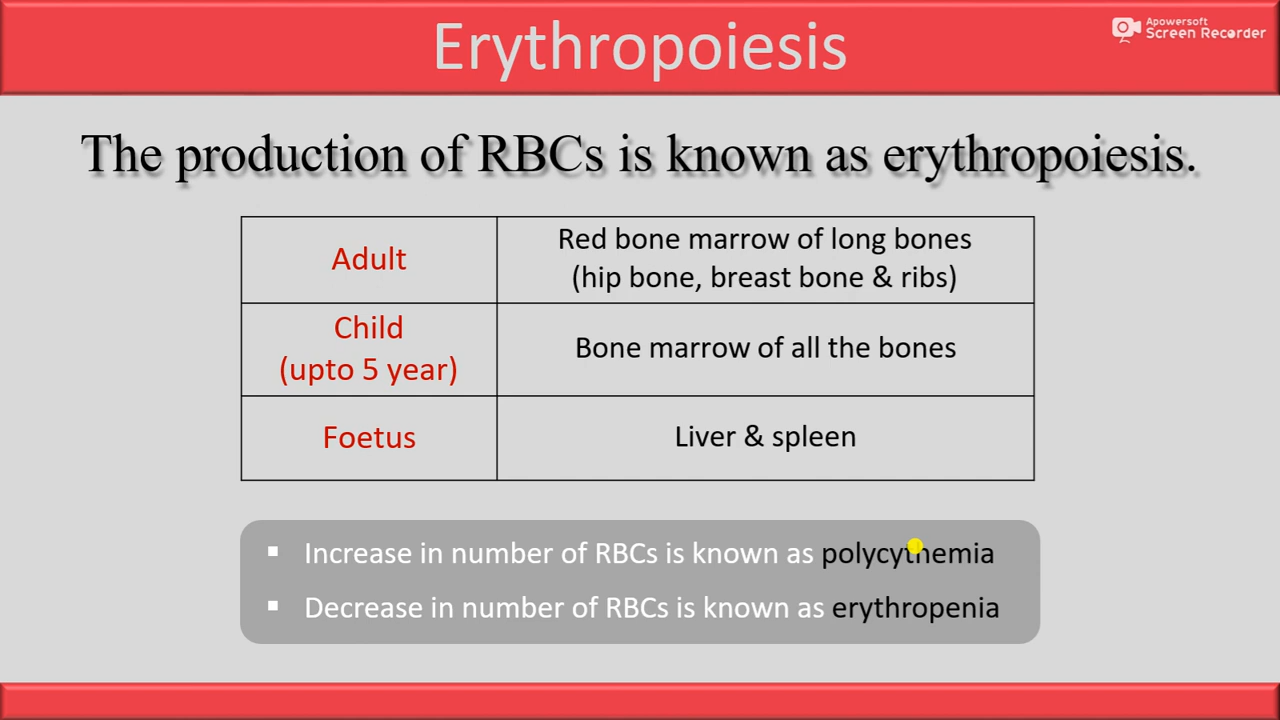 Erythropoiesis
Apowersoft
Screen Recorder
The production of RBCs is known as erythropoiesis.
Adult
Red bone marrow of long bones
(hip bone, breast bone & ribs)
Child
(upto 5 year)
Bone marrow of all the bones
Foetus
Liver & spleen
▪ Increase in number of RBCs is known as polycythemia
▪ Decrease in number of RBCs is known as erythropenia